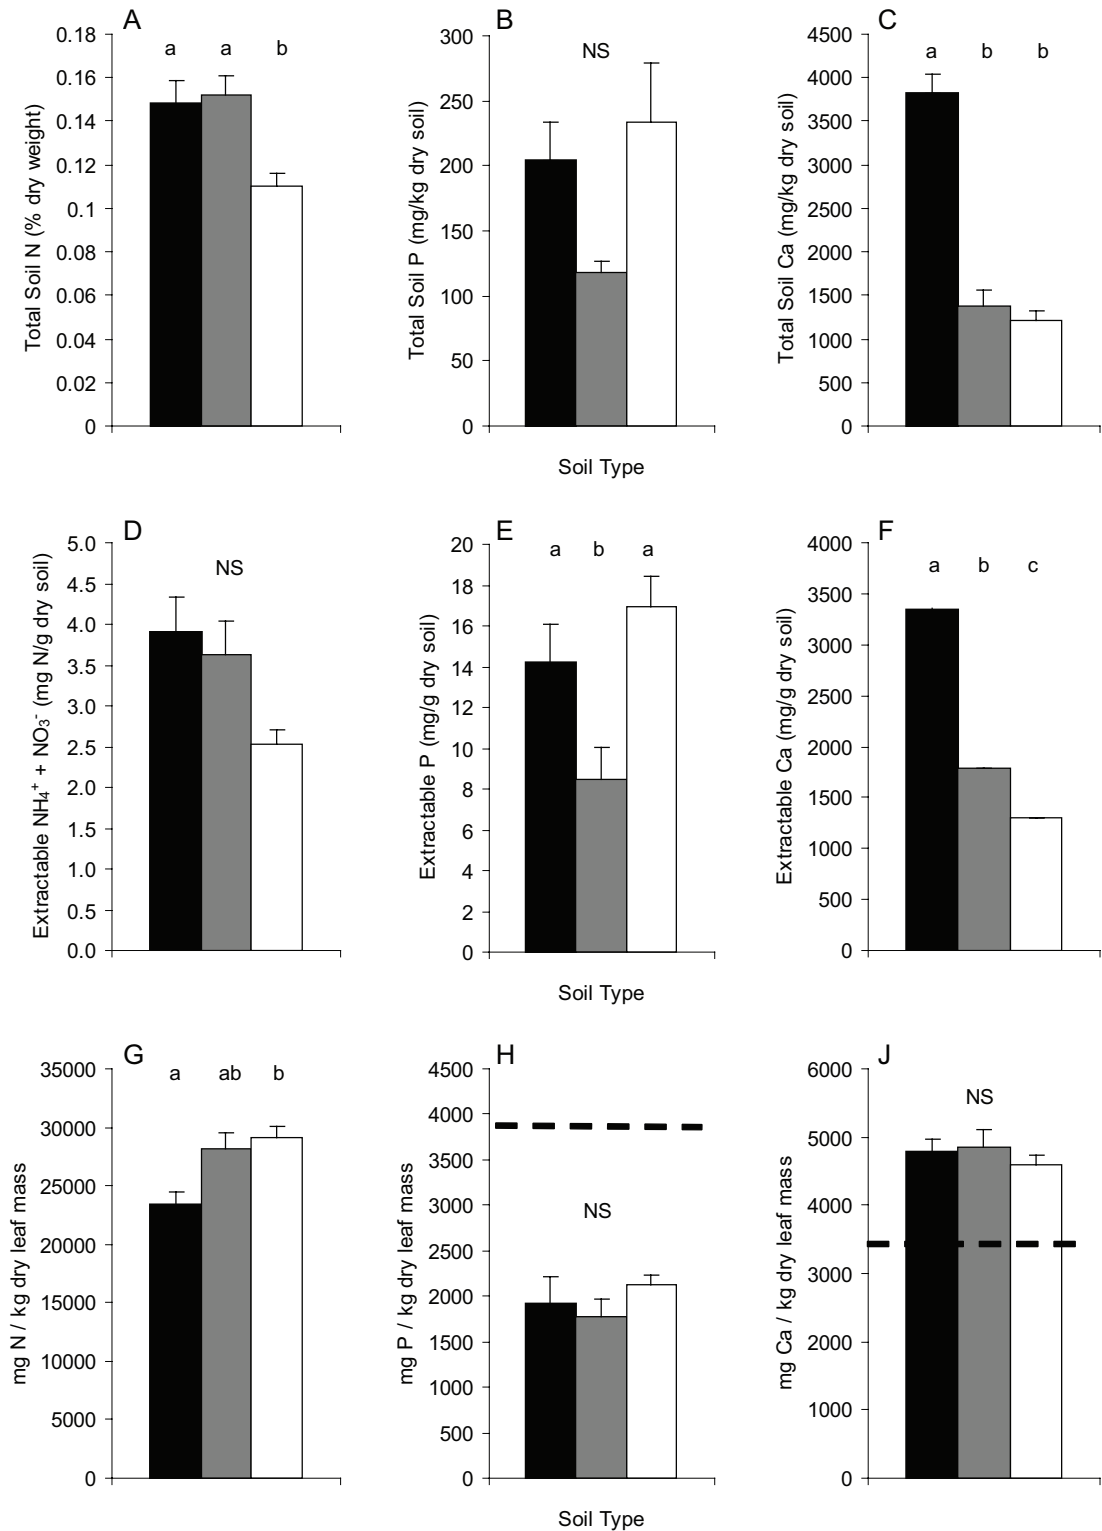 A
Total Soil N (% dry weight)
0.18
0.16
0.14
0.12
0.1
0.08
0.06
0.04
0.02
0
a a b
B
Total Soil P (mg/kg dry soil)
300
250
200
150
100
50
0
NS
Soil Type
C
Total Soil Ca (mg/kg dry soil)
4500
4000
3500
3000
2500
2000
1500
1000
500
0
a b b
D
Extractable NH₄⁺ + NO₃⁻ (mg N/g dry soil)
5.0
4.5
4.0
3.5
3.0
2.5
2.0
1.5
1.0
0.5
0.0
NS
E
Extractable P (mg/g dry soil)
20
18
16
14
12
10
8
6
4
2
0
a b a
Soil Type
F
Extractable Ca (mg/g dry soil)
4000
3500
3000
2500
2000
1500
1000
500
0
a b c
G
mg N / kg dry leaf mass
35000
30000
25000
20000
15000
10000
5000
0
a ab b
H
mg P / kg dry leaf mass
4500
4000
3500
3000
2500
2000
1500
1000
500
0
NS
Soil Type
J
mg Ca / kg dry leaf mass
6000
5000
4000
3000
2000
1000
0
NS